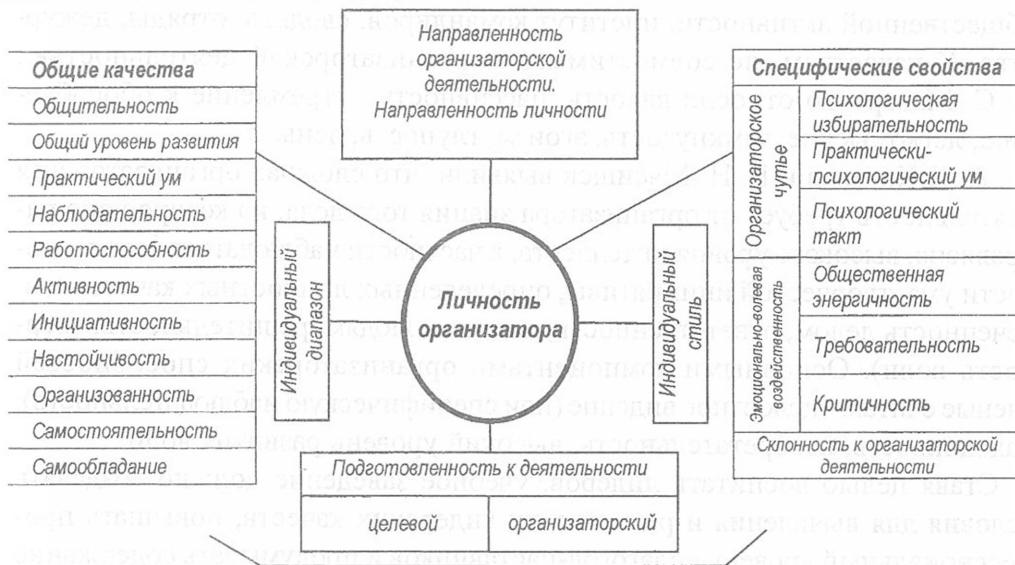 Направленность
организаторской
деятельности.
Направленность личности
Общие качества
Общительность
Общий уровень развития
Практический ум
Наблюдательность
Работоспособность
Активность
Инициативность
Настойчивость
Организованность
Самостоятельность
Самообладание
Индивидуальный
диапазон
Личность
организатора
Индивидуальный
стиль
Специфические свойства
Организаторское
чутье
Психологическая
избирательность
Практически-
психологический ум
Психологический
такт
Эмоционально-волевая
воздейственность
Общественная
энергичность
Требовательность
Критичность
Склонность к организаторской
деятельности
Подготовленность к деятельности
целевой
организаторский